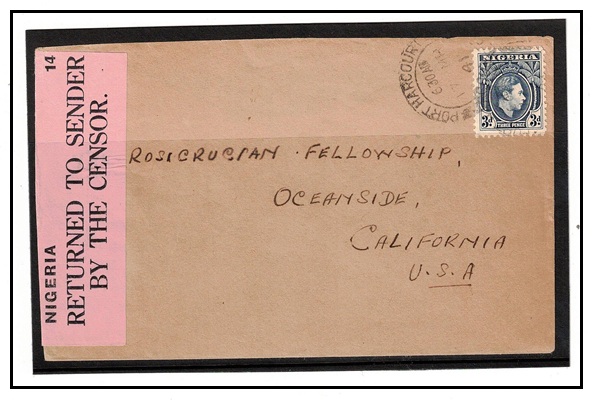 NIGERIA 14
RETURNED TO SENDER
BY THE CENSOR.
PORT HARCOURT
630AM
NIGERIA
3d 3d
THREE PENCE
ROSICRUCIAN . FELLOWSHIP,
OCEANSIDE,
CALIFORNIA
U.S.A